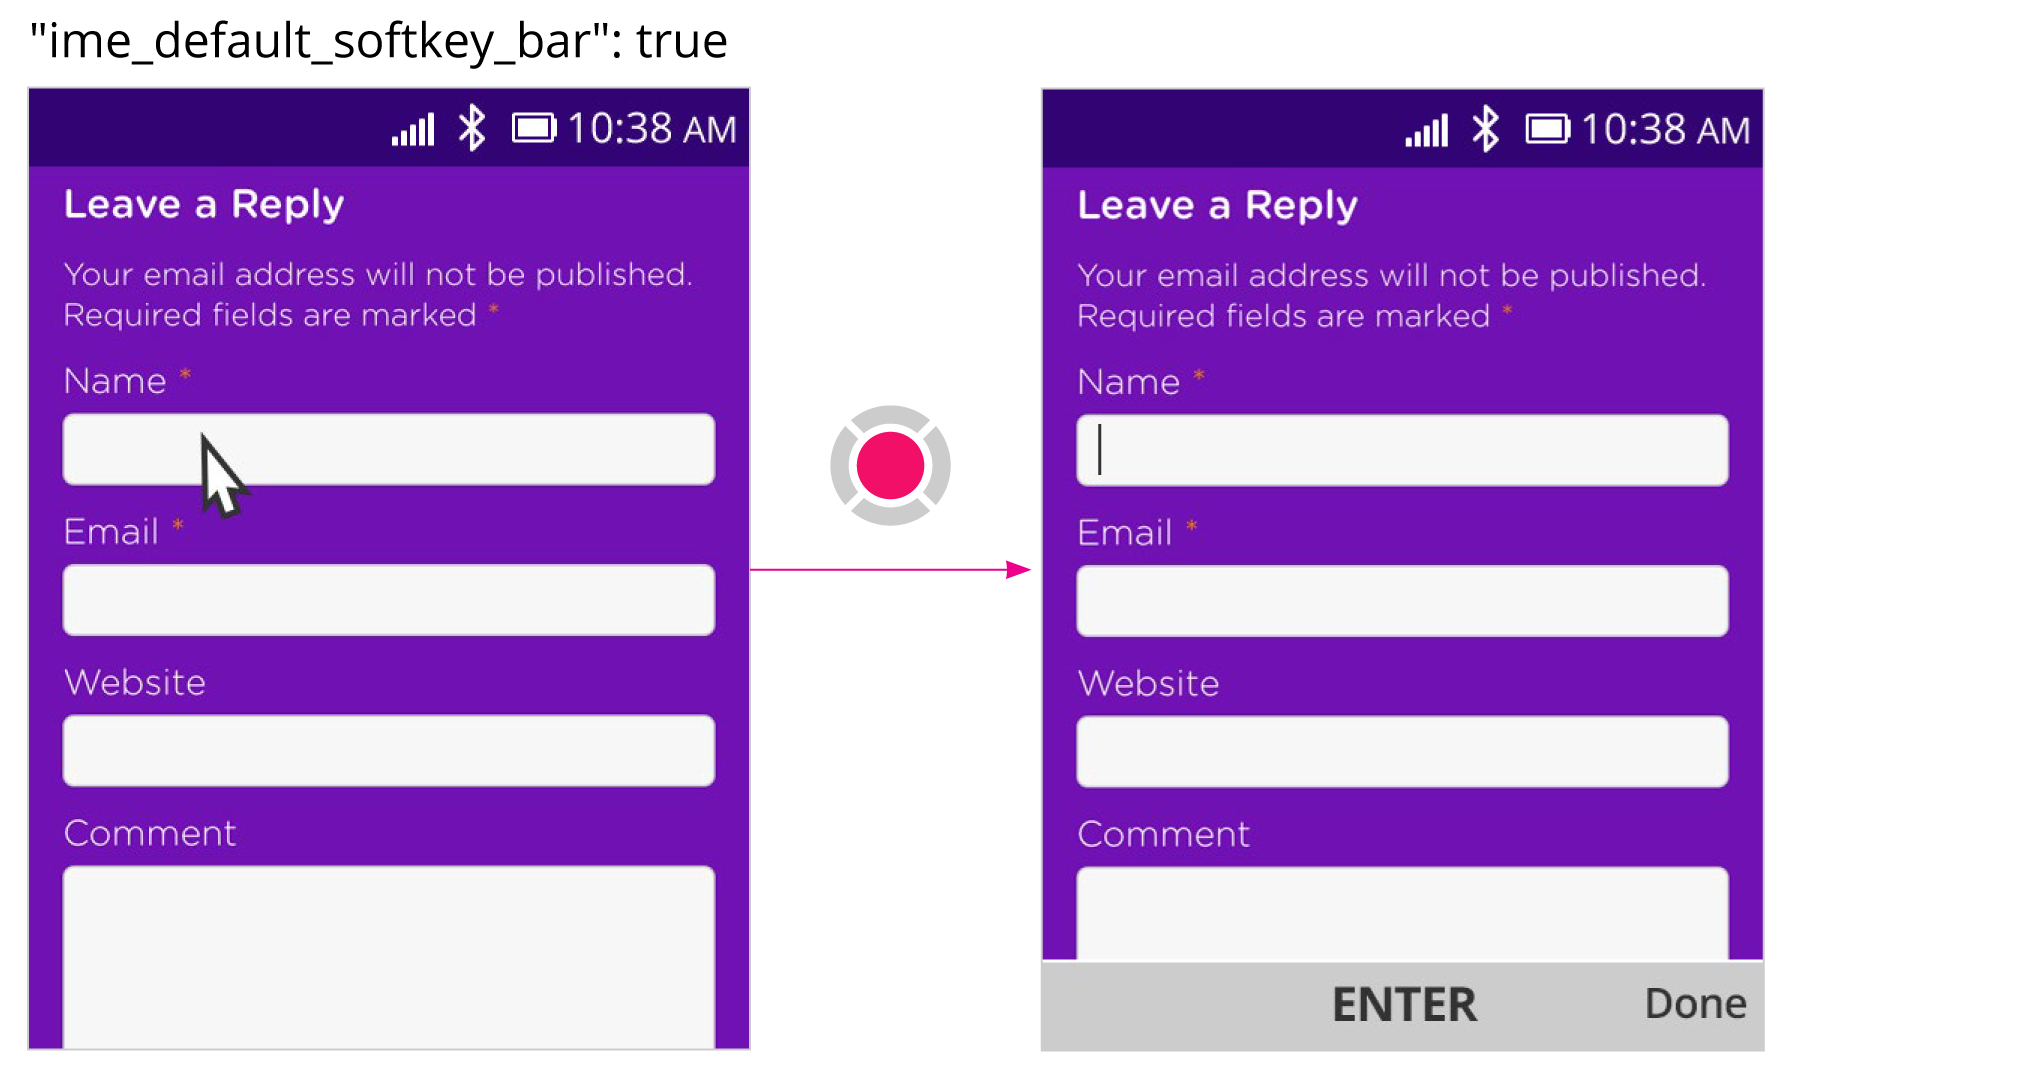 "ime_default_softkey_bar": true
10:38 AM
Leave a Reply
Your email address will not be published.
Required fields are marked *
Name *
Email *
Website
Comment
10:38 AM
Leave a Reply
Your email address will not be published.
Required fields are marked *
Name *
Email *
Website
Comment
ENTER Done